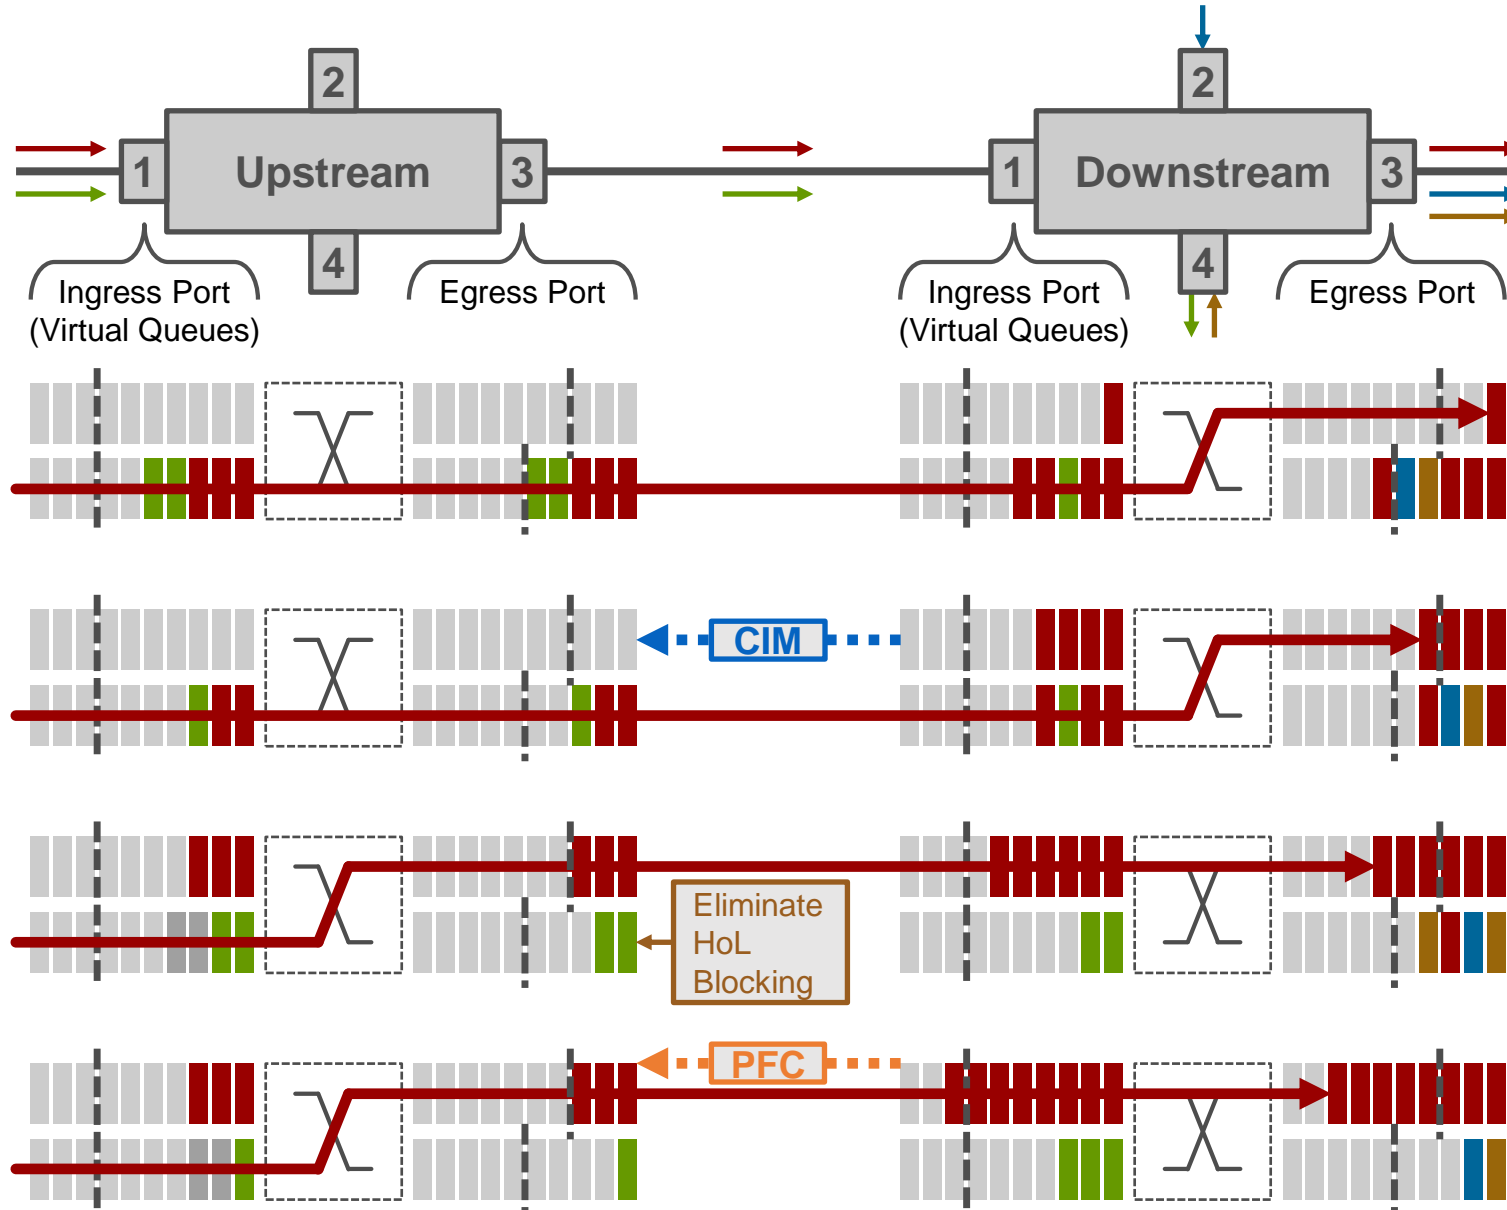 2
2
1
Upstream
3
1
Downstream
3
4
4
Ingress Port
(Virtual Queues)
Egress Port
Ingress Port
(Virtual Queues)
Egress Port
CIM
Eliminate
HoL
Blocking
PFC